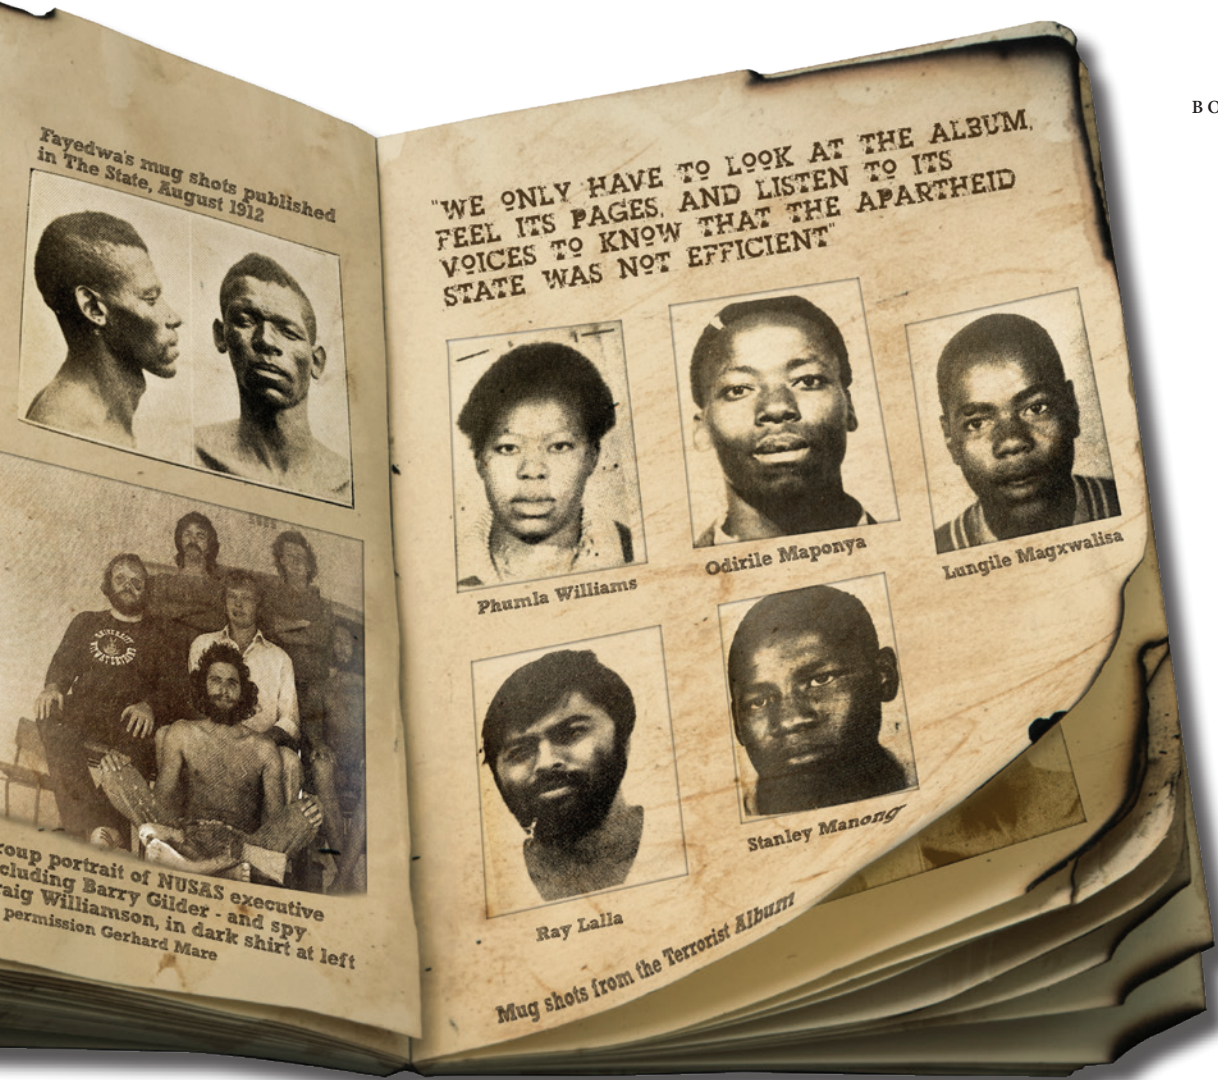 Fayedwa's mug shots published
in The State, August 1912
roup portrait of NUSAS executive
cluding Barry Gilder - and spy
raig Williamson, in dark shirt at left
permission Gerhard Mare
"WE ONLY HAVE TO LOOK AT THE ALBUM,
FEEL ITS PAGES, AND LISTEN TO ITS
VOICES TO KNOW THAT THE APARTHEID
STATE WAS NOT EFFICIENT"
Phumla Williams
Odirile Maponya
Lungile Magxwalisa
Ray Lalla
Stanley Manong
Mug shots from the Terrorist Album
BO